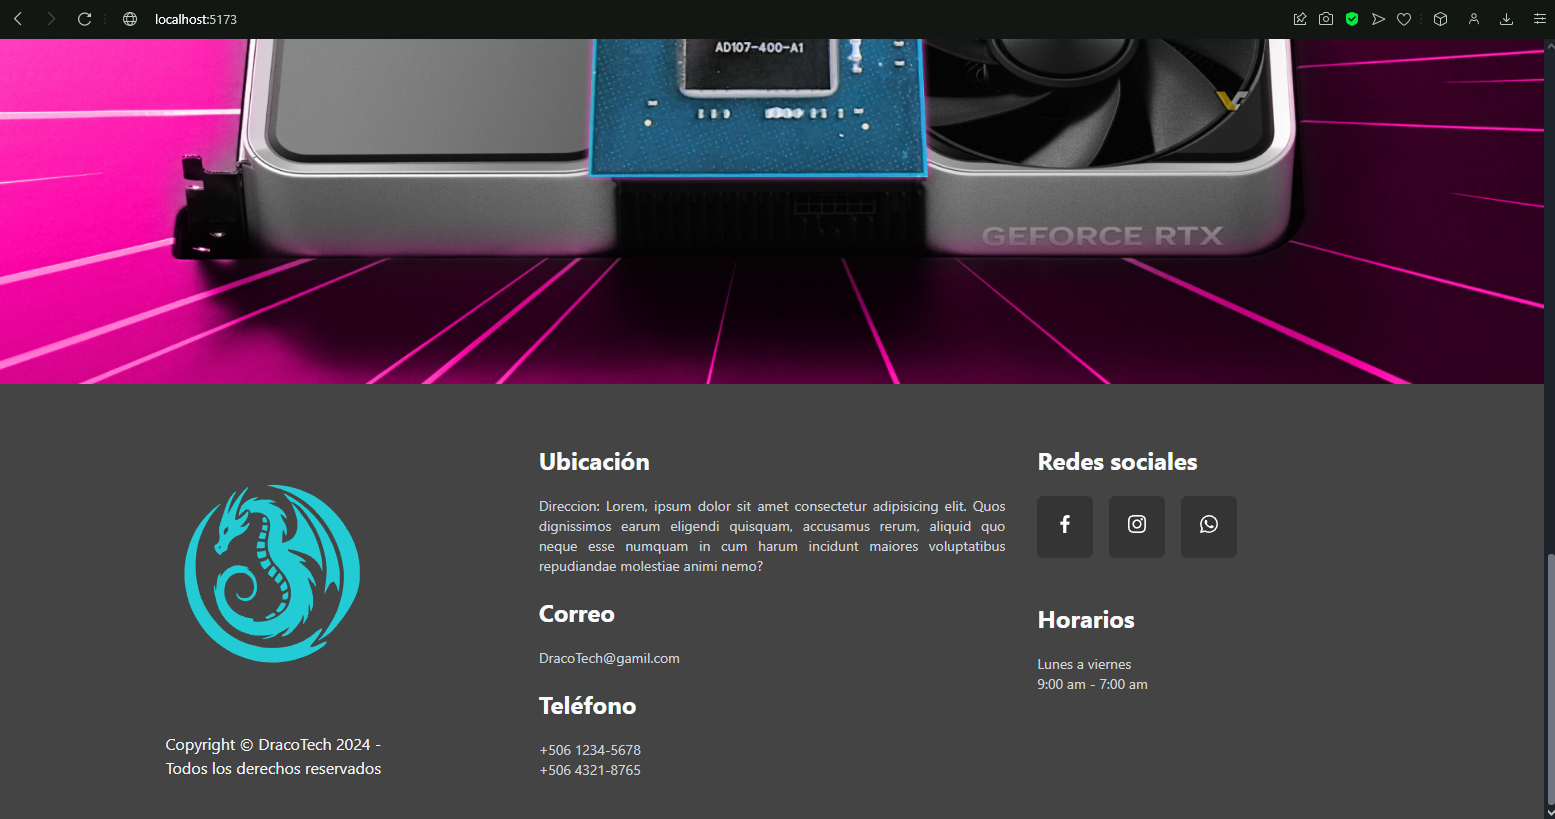 localhost:5173
AD107-400-A1
GEFORCE RTX
Copyright © DracoTech 2024 -
Todos los derechos reservados
Ubicación
Direccion: Lorem, ipsum dolor sit amet consectetur adipisicing elit. Quos
dignissimos earum eligendi quisquam, accusamus rerum, aliquid quo
neque esse numquam in cum harum incidunt maiores voluptatibus
repudiandae molestiae animi nemo?
Correo
DracoTech@gamil.com
Teléfono
+506 1234-5678
+506 4321-8765
Redes sociales
Horarios
Lunes a viernes
9:00 am - 7:00 am